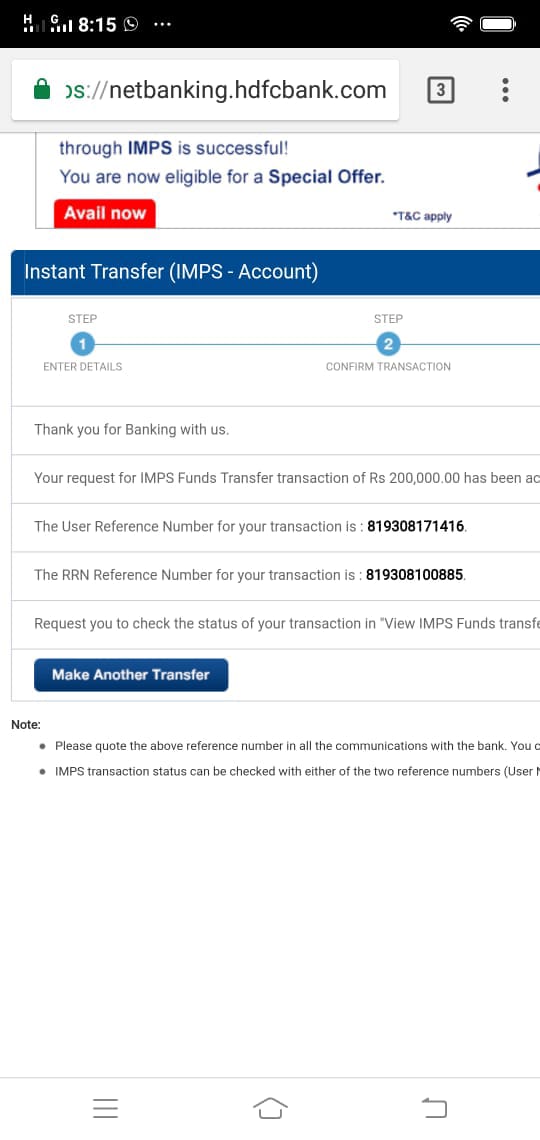 H G 8:15 ...
ps://netbanking.hdfcbank.com 3
through IMPS is successful!
You are now eligible for a Special Offer.
Avail now
*T&C apply
Instant Transfer (IMPS - Account)
STEP STEP
1 2
ENTER DETAILS CONFIRM TRANSACTION
Thank you for Banking with us.
Your request for IMPS Funds Transfer transaction of Rs 200,000.00 has been ac
The User Reference Number for your transaction is : 819308171416.
The RRN Reference Number for your transaction is : 819308100885.
Request you to check the status of your transaction in "View IMPS Funds transfe
Make Another Transfer
Note:
• Please quote the above reference number in all the communications with the bank. You c
• IMPS transaction status can be checked with either of the two reference numbers (User N